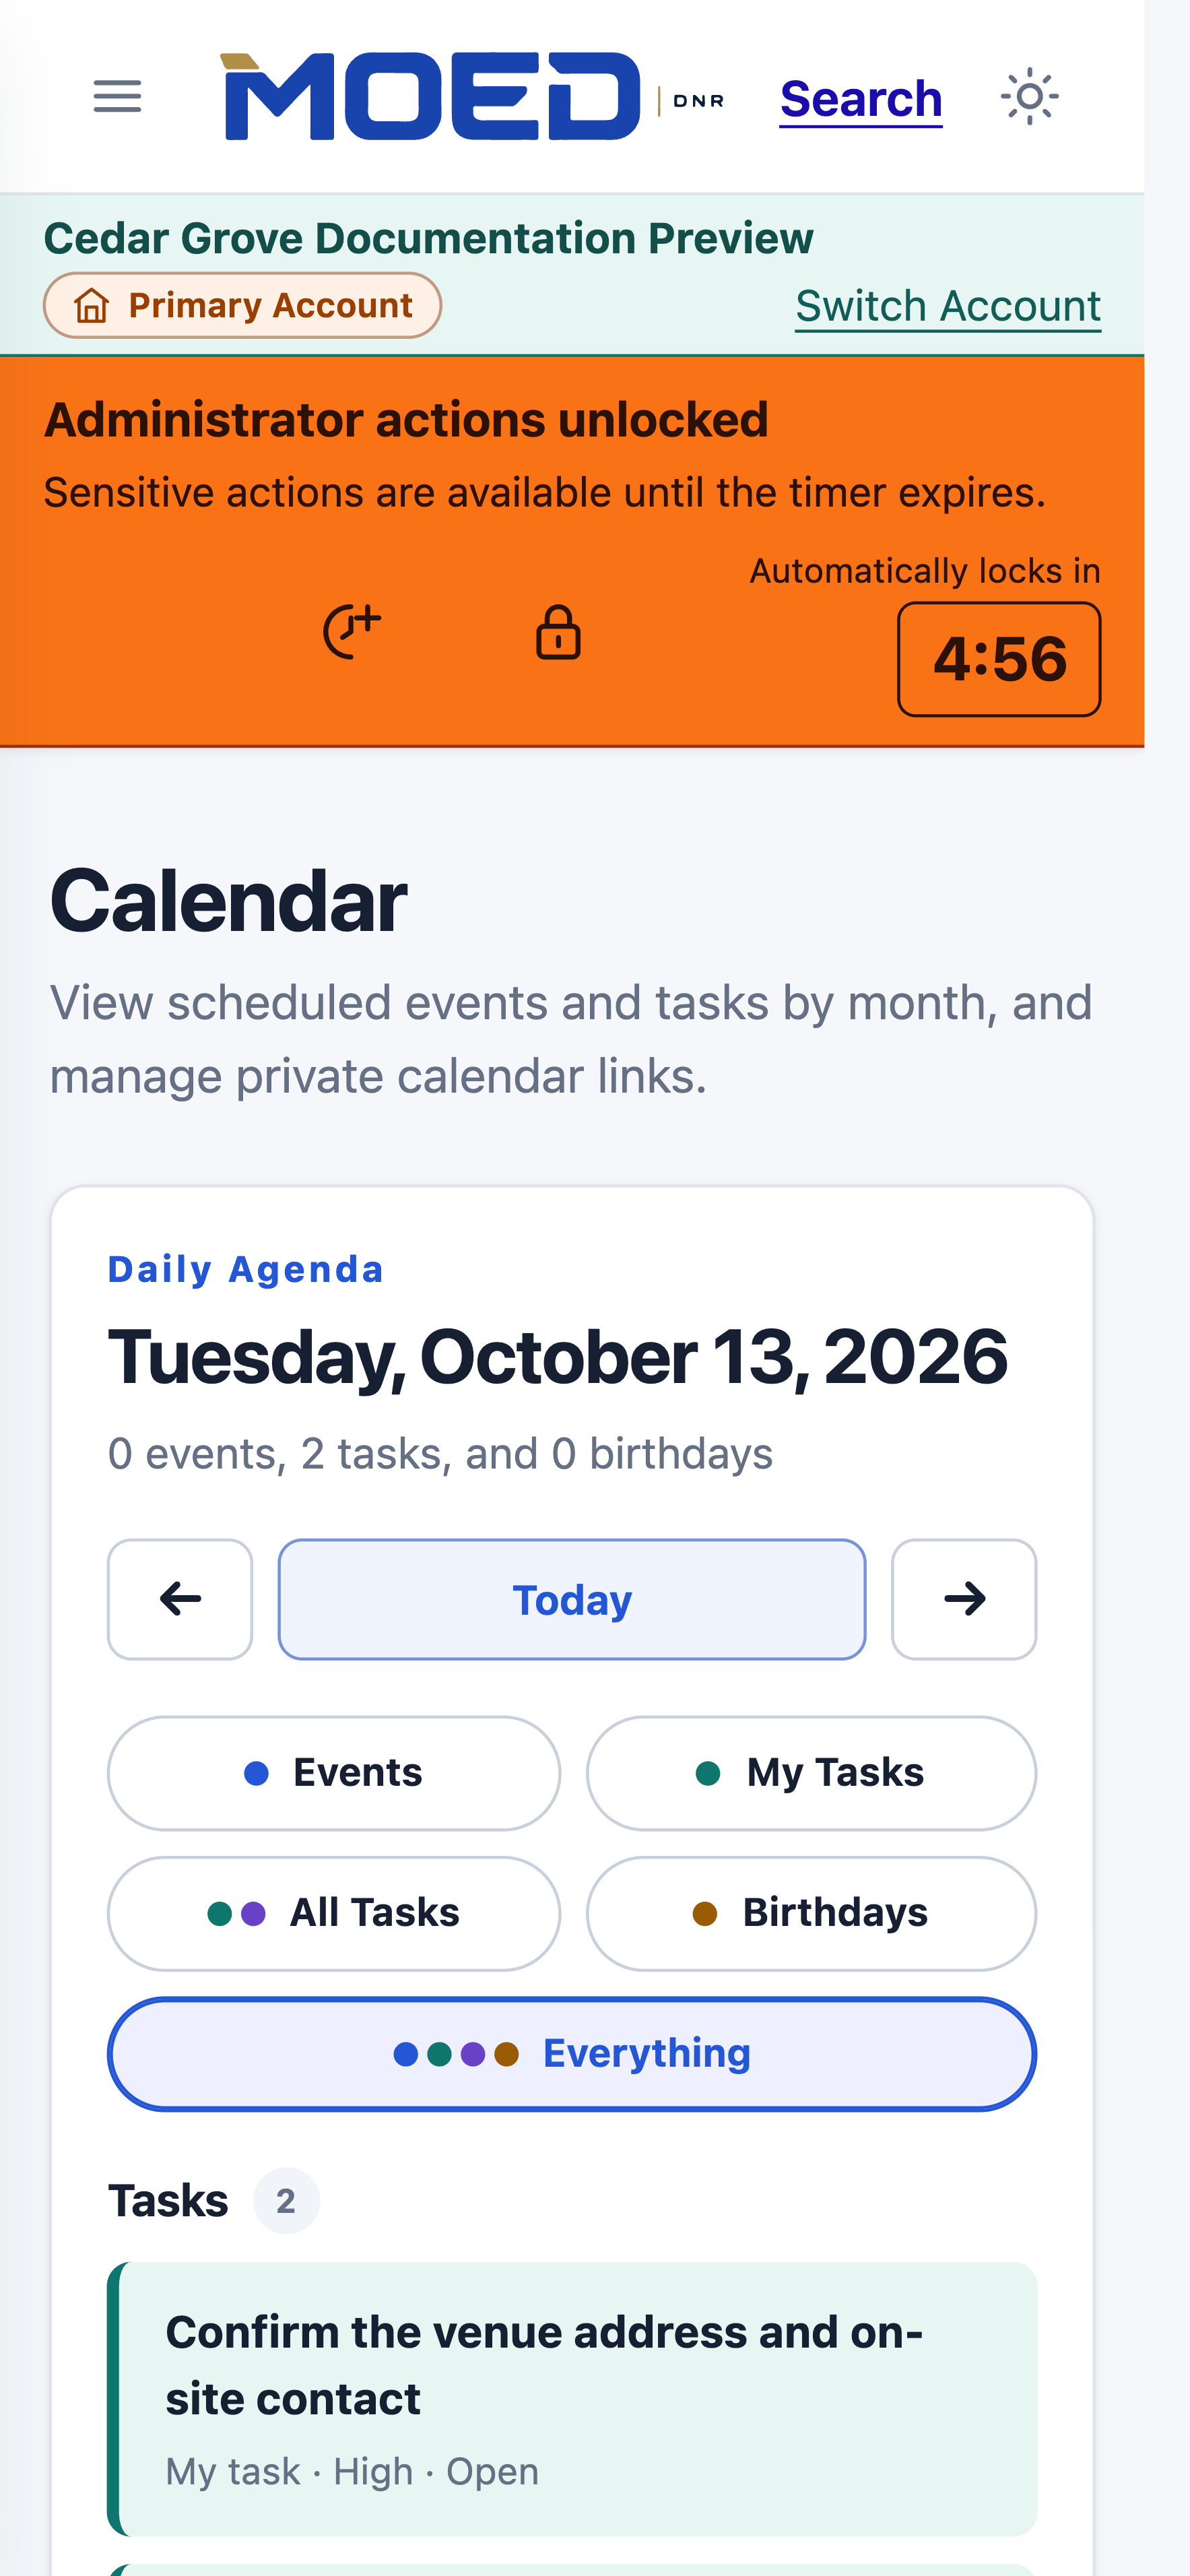 MOED
DNR
Search
Cedar Grove Documentation Preview
Primary Account
Switch Account
Administrator actions unlocked
Sensitive actions are available until the timer expires.
Automatically locks in
4:56
Calendar
View scheduled events and tasks by month, and
manage private calendar links.
Daily Agenda
Tuesday, October 13, 2026
0 events, 2 tasks, and 0 birthdays
Today
Events
My Tasks
All Tasks
Birthdays
Everything
Tasks 2
Confirm the venue address and on-
site contact
My task · High · Open